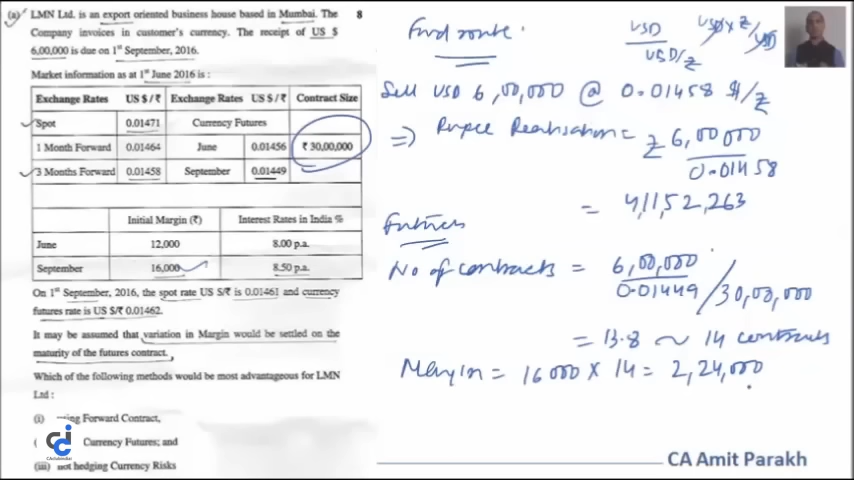 (a) LMN Ltd. is an export oriented business house based in Mumbai. The 8
Company invoices in customer's currency. The receipt of US $
6,00,000 is due on 1st September, 2016.
Market information as at 1st June 2016 is :
Exchange Rates US $/₹ Exchange Rates US $/₹ Contract Size
Spot 0.01471 Currency Futures
1 Month Forward 0.01464 June 0.01456 ₹ 30,00,000
3 Months Forward 0.01458 September 0.01449
Initial Margin (₹) Interest Rates in India %
June 12,000 8.00 p.a.
September 16,000 8.50 p.a.
On 1st September, 2016, the spot rate US $/₹ is 0.01461 and currency
futures rate is US $/₹ 0.01462.
It may be assumed that variation in Margin would be settled on the
maturity of the futures contract.
Which of the following methods would be most advantageous for LMN
Ltd :
(i) Forward Contract,
Currency Futures; and
(iii) not hedging Currency Risks
USD
USD/₹
USD × ₹/USD
Sell USD 6,00,000 @ 0.01458 $/₹
⇒ Rupee Realisation = ₹ 6,00,000
0.01458
= 4,11,52,263
Futures
No of contracts = 6,00,000
0.01449 / 30,00,000
= 13.8 ~ 14 contracts
Margin = 16000 × 14 = 2,24,000
CA Amit Parakh